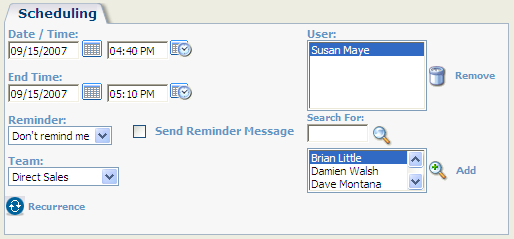 Scheduling
Date / Time:
09/15/2007 04:40 PM
End Time:
09/15/2007 05:10 PM
Reminder:
Don't remind me
Send Reminder Message
Team:
Direct Sales
Recurrence
User:
Susan Maye
Remove
Search For:
Brian Little
Damien Walsh
Dave Montana
Add